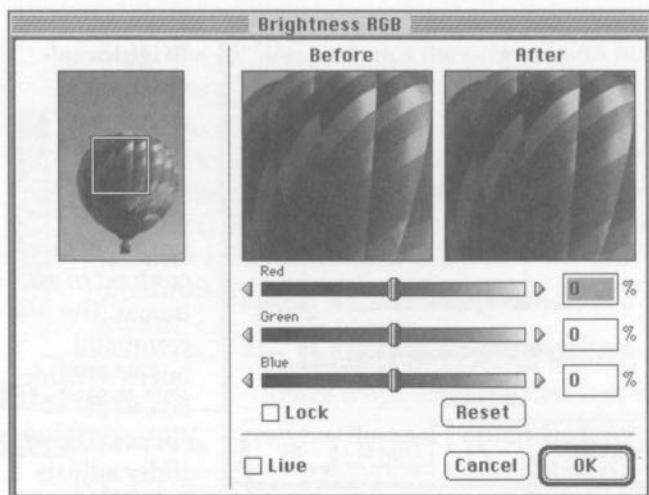 Brightness RGB
Before After
Red
0 %
Green
0 %
Blue
0 %
Lock Reset
Live Cancel OK